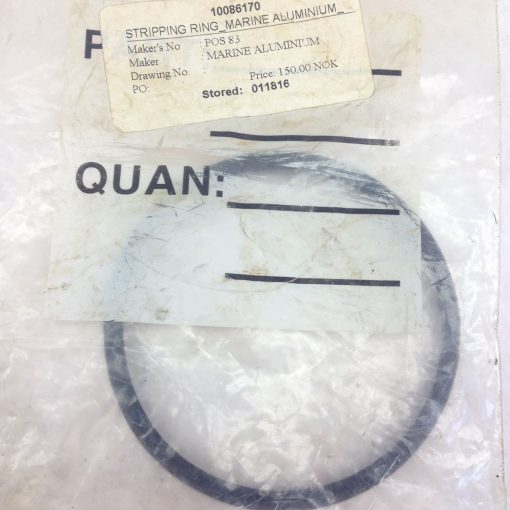 10086170
STRIPPING RING_MARINE ALUMINIUM_
Maker's No : POS 83
Maker : MARINE ALUMINIUM
Drawing No. :
PO: Price: 150.00 NOK
Stored: 011816
P
QUAN: